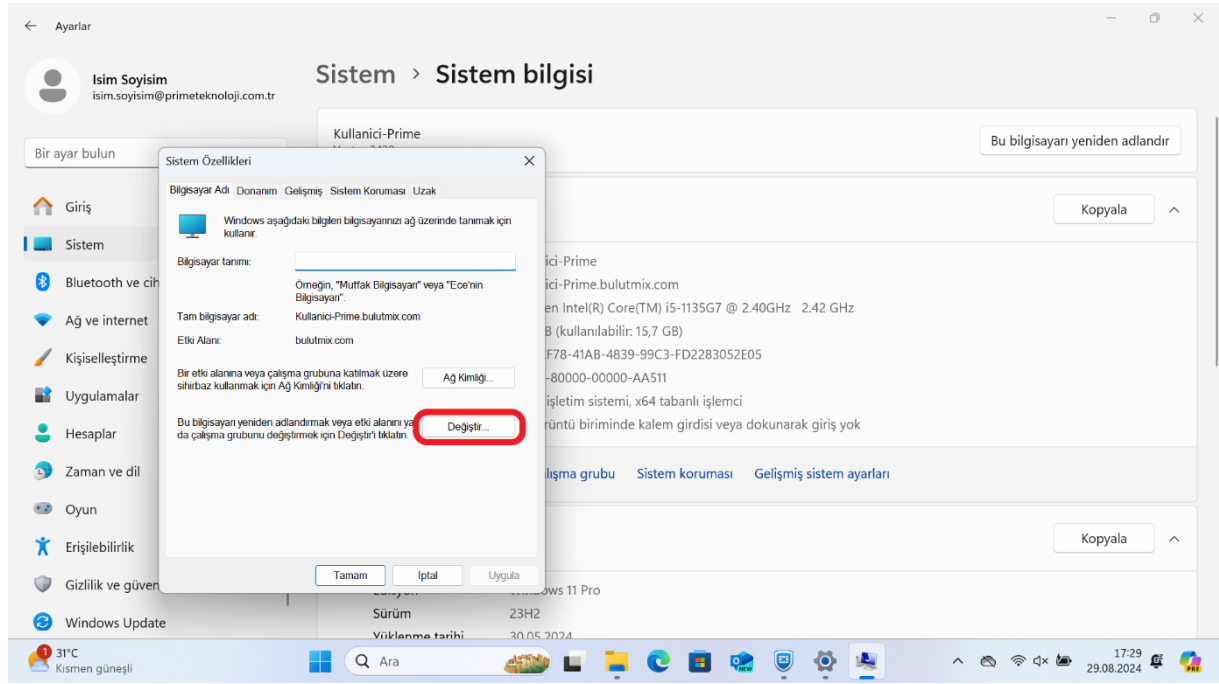 Ayarlar
Isim Soyisim
isim.soyisim@primeteknoloji.com.tr
Bir ayar bulun
Giriş
Sistem
Bluetooth ve cih
Ağ ve internet
Kişiselleştirme
Uygulamalar
Hesaplar
Zaman ve dil
Oyun
Erişilebilirlik
Gizlilik ve güven
Windows Update
Sistem > Sistem bilgisi
Kullanici-Prime
Bu bilgisayarı yeniden adlandır
Kopyala
ici-Prime
ici-Prime.bulutmix.com
en Intel(R) Core(TM) i5-1135G7 @ 2.40GHz 2.42 GHz
B (kullanılabilir: 15,7 GB)
F78-41AB-4839-99C3-FD2283052E05
-80000-00000-AA511
işletim sistemi, x64 tabanlı işlemci
rüntü biriminde kalem girdisi veya dokunarak giriş yok
lışma grubu Sistem koruması Gelişmiş sistem ayarları
Kopyala
ows 11 Pro
Sürüm 23H2
Yüklenme tarihi 30.05.2024
Sistem Özellikleri
Bilgisayar Adı Donanım Gelişmiş Sistem Koruması Uzak
Windows aşağıdaki bilgileri bilgisayarınızı ağ üzerinde tanımak için
kullanır.
Bilgisayar tanımı:
Örneğin, "Mutfak Bilgisayarı" veya "Ece'nin
Bilgisayarı".
Tam bilgisayar adı: Kullanici-Prime.bulutmix.com
Etki Alanı: bulutmix.com
Bir etki alanına veya çalışma grubuna katılmak üzere
sihirbaz kullanmak için Ağ Kimliği'ni tıklatın.
Ağ Kimliği...
Bu bilgisayarı yeniden adlandırmak veya etki alanını ya
da çalışma grubunu değiştirmek için Değiştir'i tıklatın.
Değiştir...
Tamam İptal Uygula
1
31°C
Kısmen güneşli
Ara
NEW
17:29
29.08.2024
PRE